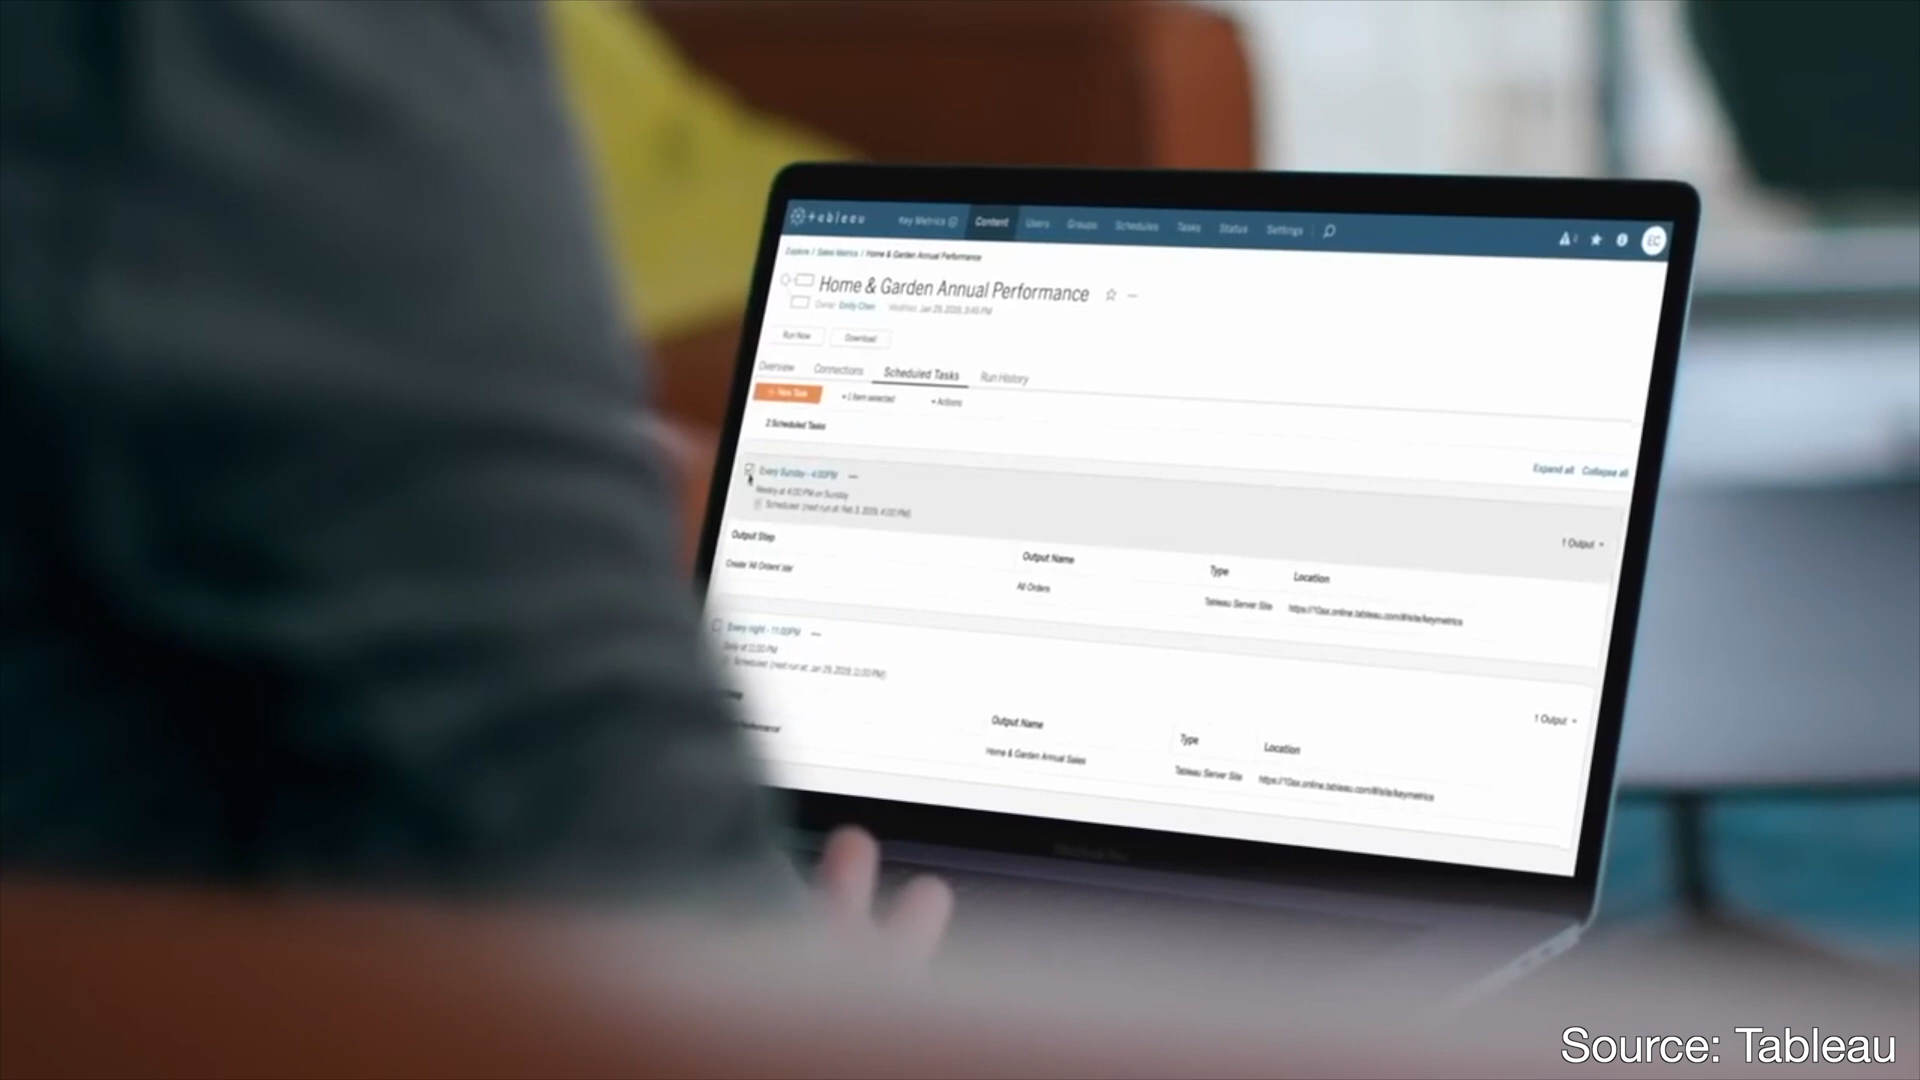 tableau Key Metrics Content Users Groups Schedules Tasks Status Settings EC
Explore / Sales Metrics / Home & Garden Annual Performance
Home & Garden Annual Performance
Owner Emily Chen Modified Jan 29, 2019, 3:45 PM
Run Now Download
Overview Connections Scheduled Tasks Run History
+ New Task 1 item selected Actions
2 Scheduled Tasks
Expand all Collapse all
Every Sunday - 4:00PM
Weekly at 4:00 PM on Sunday
Scheduled (next run at: Feb 3, 2019, 4:00 PM)
1 Output
Output Step Output Name Type Location
Create 'All Orders' All Orders Tableau Server Site https://10ax.online.tableau.com/#/site/keymetrics
Every night - 11:00PM
Daily at 11:00 PM
Scheduled (next run at: Jan 29, 2019, 11:00 PM)
1 Output
Output Name Type Location
Performance' Home & Garden Annual Sales Tableau Server Site https://10ax.online.tableau.com/#/site/keymetrics
Source: Tableau